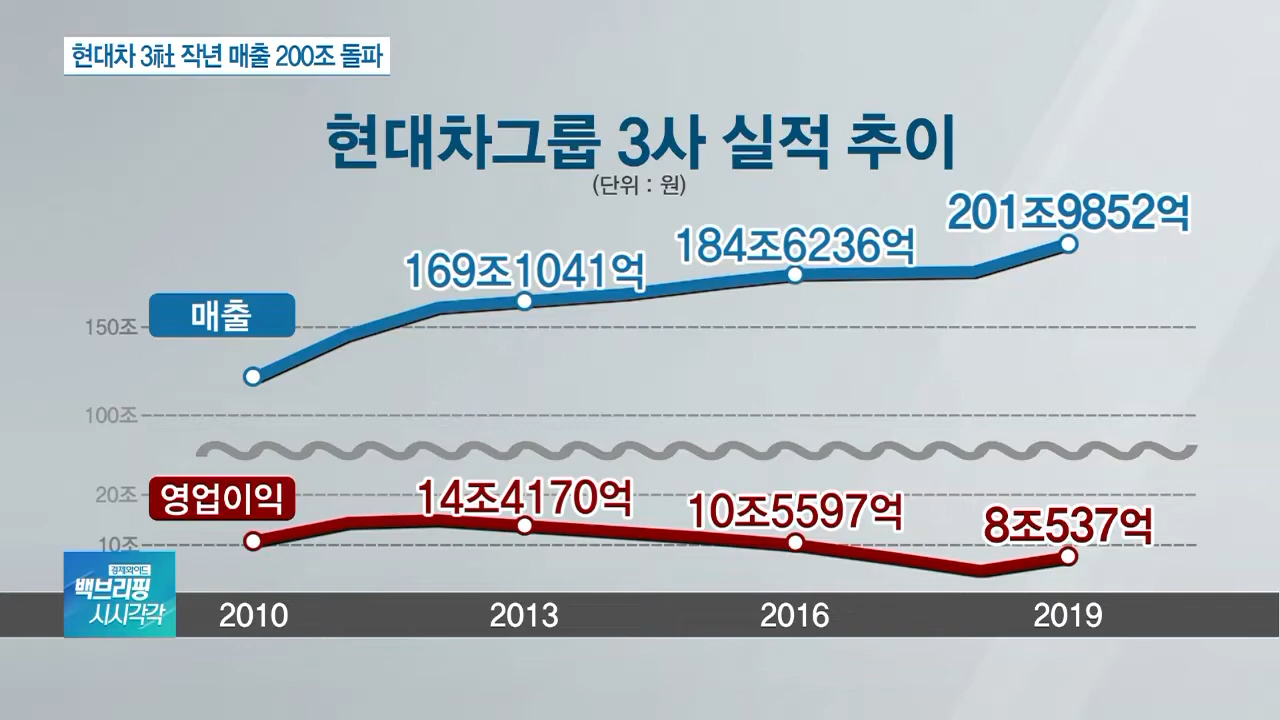 현대차 3社 작년 매출 200조 돌파
현대차그룹 3사 실적 추이
(단위 : 원)
201조9852억
184조6236억
169조1041억
매출
150조
100조
20조
영업이익
14조4170억
10조5597억
8조537억
10조
경제와이드
백브리핑
시시각각
2010
2013
2016
2019